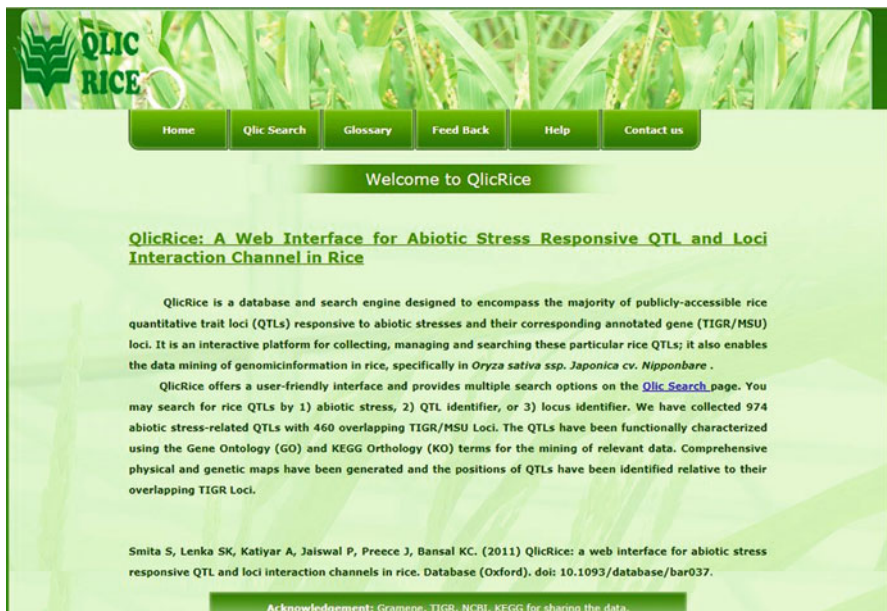 QLIC
RICE
Home Qlic Search Glossary Feed Back Help Contact us
Welcome to QlicRice
QlicRice: A Web Interface for Abiotic Stress Responsive QTL and Loci
Interaction Channel in Rice
QlicRice is a database and search engine designed to encompass the majority of publicly-accessible rice
quantitative trait loci (QTLs) responsive to abiotic stresses and their corresponding annotated gene (TIGR/MSU)
loci. It is an interactive platform for collecting, managing and searching these particular rice QTLs; it also enables
the data mining of genomicinformation in rice, specifically in Oryza sativa ssp. Japonica cv. Nipponbare .
QlicRice offers a user-friendly interface and provides multiple search options on the Qlic Search page. You
may search for rice QTLs by 1) abiotic stress, 2) QTL identifier, or 3) locus identifier. We have collected 974
abiotic stress-related QTLs with 460 overlapping TIGR/MSU Loci. The QTLs have been functionally characterized
using the Gene Ontology (GO) and KEGG Orthology (KO) terms for the mining of relevant data. Comprehensive
physical and genetic maps have been generated and the positions of QTLs have been identified relative to their
overlapping TIGR Loci.
Smita S, Lenka SK, Katiyar A, Jaiswal P, Preece J, Bansal KC. (2011) QlicRice: a web interface for abiotic stress
responsive QTL and loci interaction channels in rice. Database (Oxford). doi: 10.1093/database/bar037.
Acknowledgement: Gramene, TIGR, NCBI, KEGG for sharing the data.